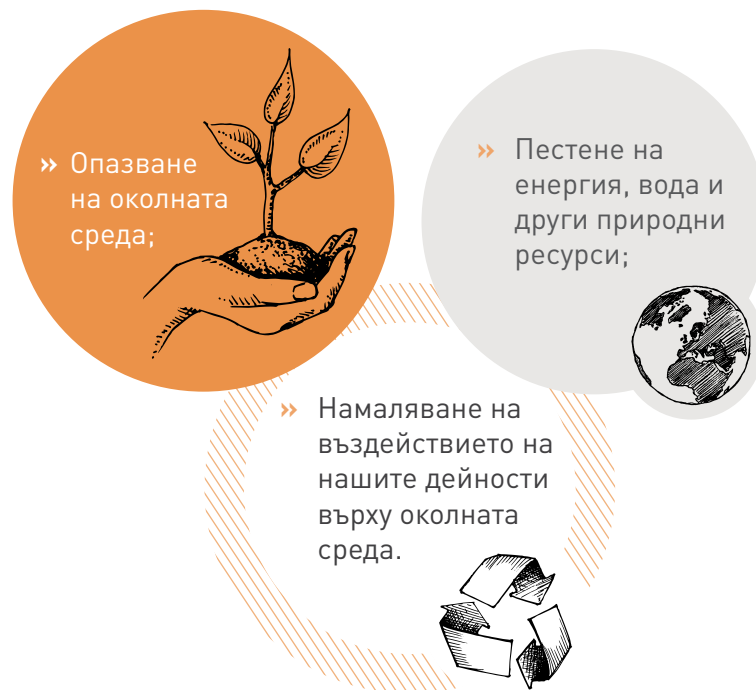 » Опазване
на околната
среда;
» Пестене на
енергия, вода и
други природни
ресурси;
» Намаляване на
въздействието на
нашите дейности
върху околната
среда.